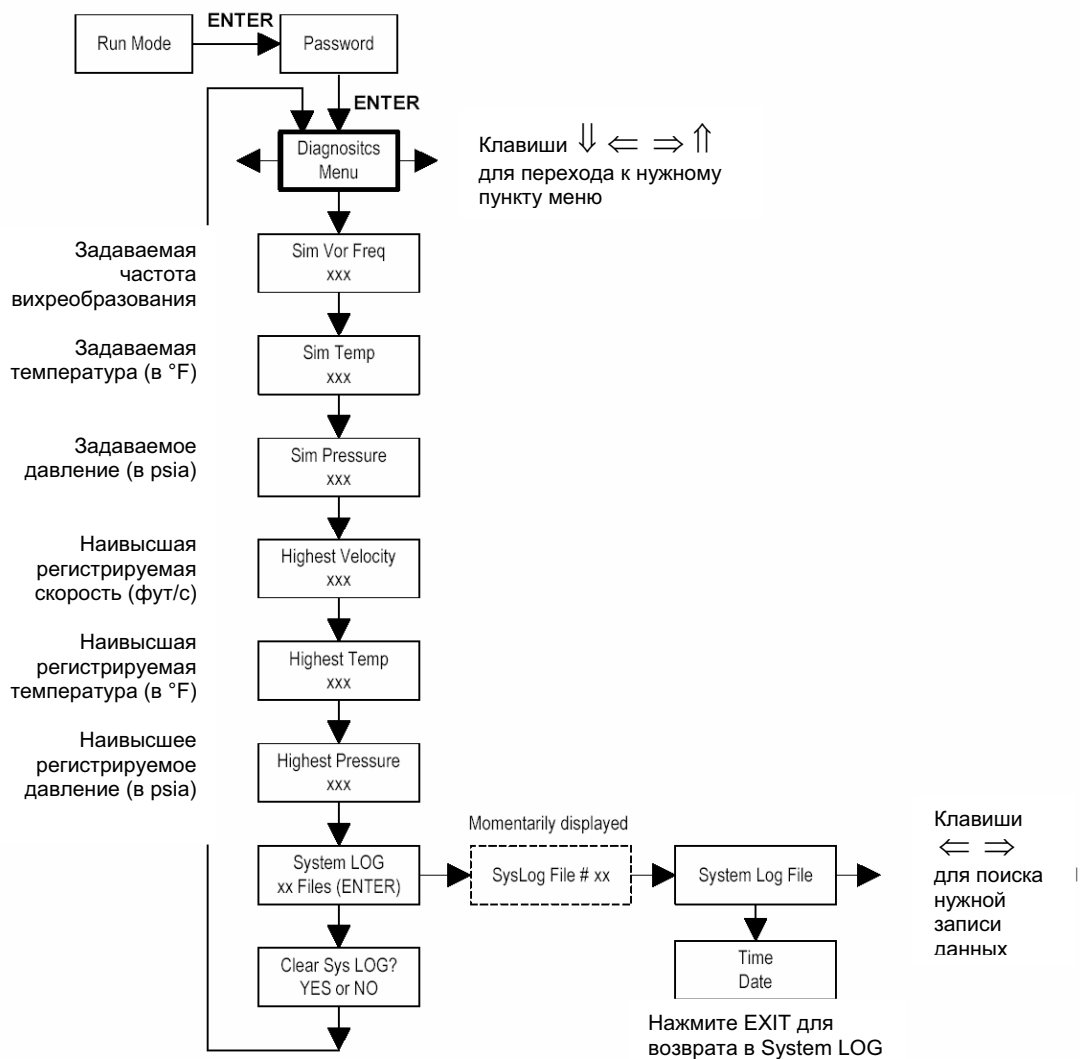 ENTER
Run Mode
Password
ENTER
Diagnositcs
Menu
Клавиши ⇓ ⇐ ⇒ ⇑
для перехода к нужному
пункту меню
Задаваемая
частота
вихреобразования
Sim Vor Freq
xxx
Задаваемая
температура (в °F)
Sim Temp
xxx
Задаваемое
давление (в psia)
Sim Pressure
xxx
Наивысшая
регистрируемая
скорость (фут/с)
Highest Velocity
xxx
Наивысшая
регистрируемая
температура (в °F)
Highest Temp
xxx
Наивысшее
регистрируемое
давление (в psia)
Highest Pressure
xxx
System LOG
xx Files (ENTER)
Momentarily displayed
SysLog File # xx
System Log File
Клавиши
⇐ ⇒
для поиска
нужной
записи
данных
Clear Sys LOG?
YES or NO
Time
Date
Нажмите EXIT для
возврата в System LOG